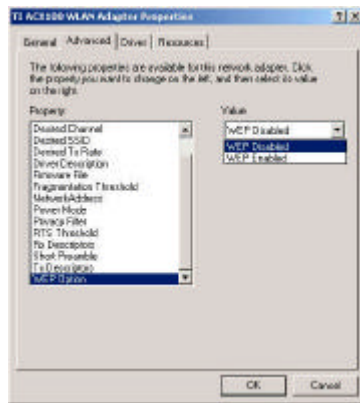 TI ACX100 WLAN Adapter Properties
General
Advanced
Driver
Resources
The following properties are available for this network adapter. Click
the property you want to change on the left, and then select its value
on the right.
Property:
Value:
Desired Channel
Desired SSID
Desired Tx Rate
Driver Description
Firmware File
Fragmentation Threshold
NetworkAddress
Power Mode
Privacy Filter
RTS Threshold
Rx Descriptors
Short Preamble
Tx Descriptors
WEP Option
WEP Disabled
WEP Disabled
WEP Enabled
OK
Cancel